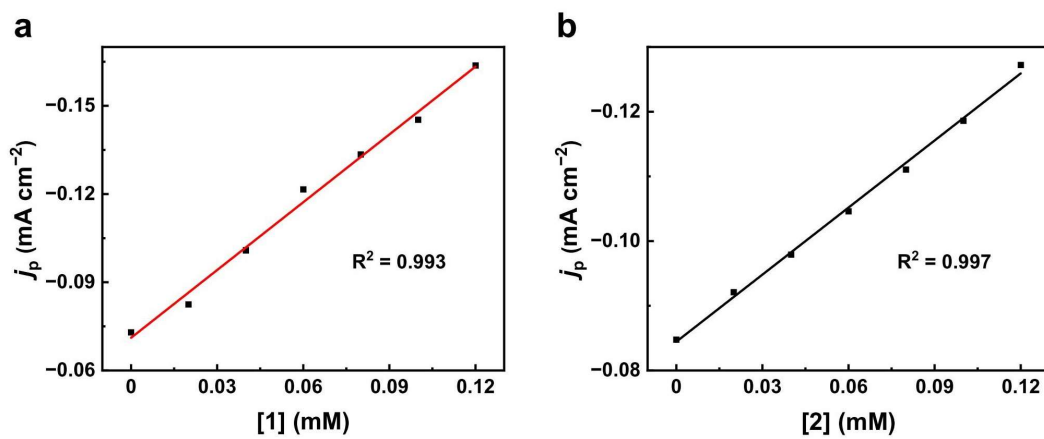 a
−0.15
−0.12
−0.09
−0.06
jp (mA cm−2)
R2 = 0.993
0 0.03 0.06 0.09 0.12
[1] (mM)
b
−0.12
−0.10
−0.08
jp (mA cm−2)
R2 = 0.997
0 0.03 0.06 0.09 0.12
[2] (mM)